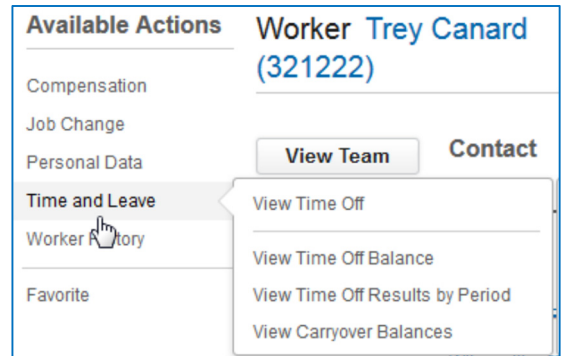 Available Actions
Compensation
Job Change
Personal Data
Time and Leave
Worker History
Favorite
Worker Trey Canard
(321222)
View Team
Contact
View Time Off
View Time Off Balance
View Time Off Results by Period
View Carryover Balances